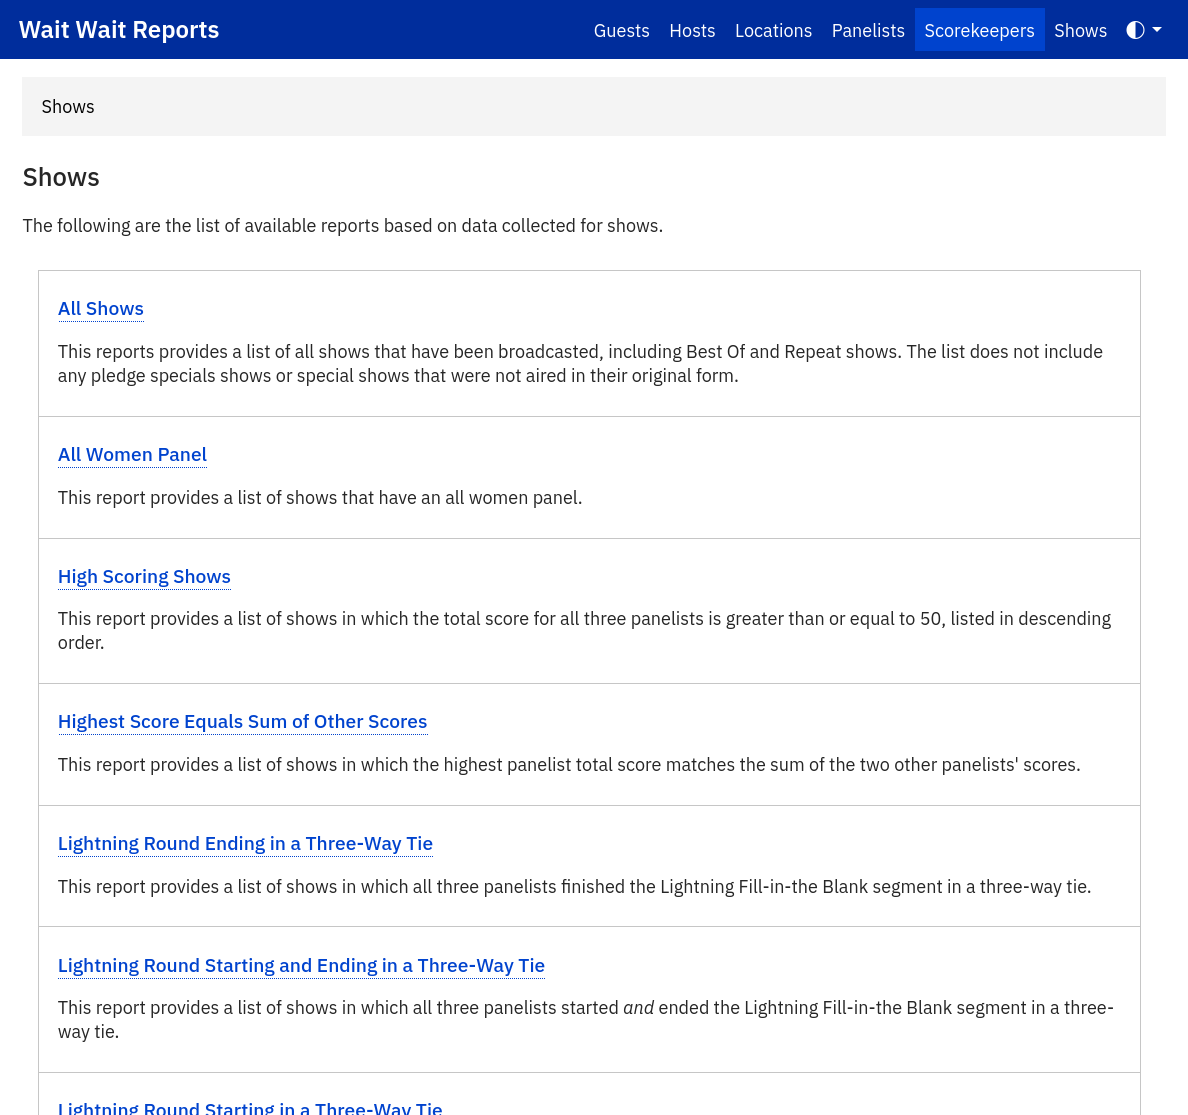 Wait Wait Reports
Guests
Hosts
Locations
Panelists
Scorekeepers
Shows
Shows
Shows
The following are the list of available reports based on data collected for shows.
All Shows
This reports provides a list of all shows that have been broadcasted, including Best Of and Repeat shows. The list does not include
any pledge specials shows or special shows that were not aired in their original form.
All Women Panel
This report provides a list of shows that have an all women panel.
High Scoring Shows
This report provides a list of shows in which the total score for all three panelists is greater than or equal to 50, listed in descending
order.
Highest Score Equals Sum of Other Scores
This report provides a list of shows in which the highest panelist total score matches the sum of the two other panelists' scores.
Lightning Round Ending in a Three-Way Tie
This report provides a list of shows in which all three panelists finished the Lightning Fill-in-the Blank segment in a three-way tie.
Lightning Round Starting and Ending in a Three-Way Tie
This report provides a list of shows in which all three panelists started and ended the Lightning Fill-in-the Blank segment in a three-
way tie.
Lightning Round Starting in a Three-Way Tie